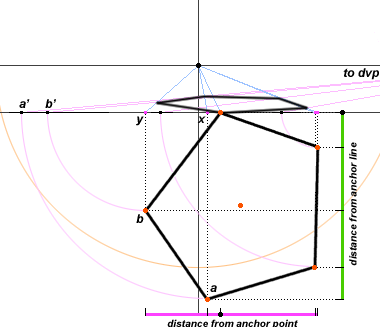 to dvp
a' b'
y x
distance from anchor line
b
a
distance from anchor point